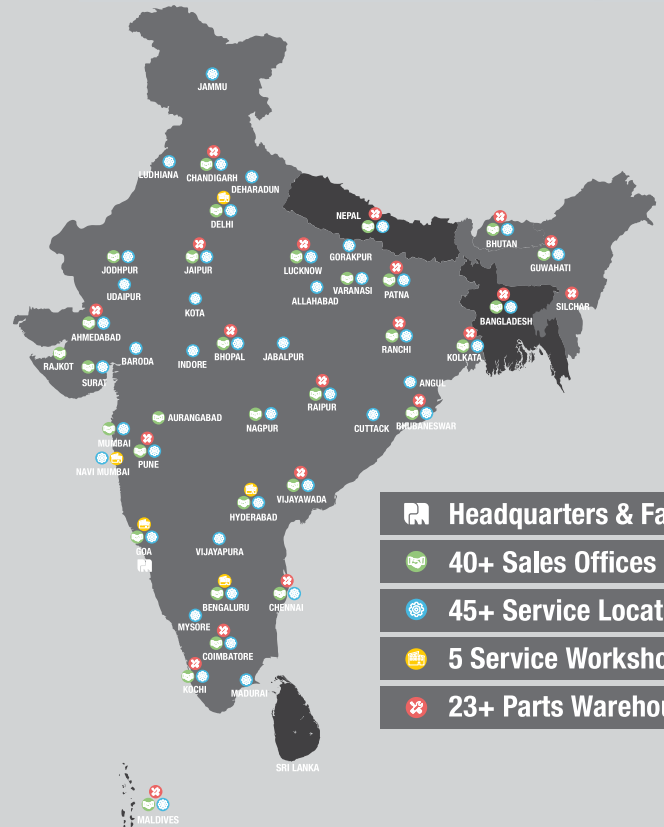 JAMMU
LUDHIANA
CHANDIGARH
DEHARADUN
DELHI
NEPAL
BHUTAN
GUWAHATI
JODHPUR
JAIPUR
LUCKNOW
GORAKPUR
UDAIPUR
KOTA
ALLAHABAD
VARANASI
PATNA
SILCHAR
BANGLADESH
AHMEDABAD
RAJKOT
BARODA
INDORE
BHOPAL
JABALPUR
RANCHI
KOLKATA
SURAT
ANGUL
RAIPUR
AURANGABAD
NAGPUR
CUTTACK
BHUBANESWAR
MUMBAI
PUNE
NAVI MUMBAI
HYDERABAD
VIJAYAWADA
GOA
VIJAYAPURA
BENGALURU
CHENNAI
MYSORE
COIMBATORE
KOCHI
MADURAI
SRI LANKA
MALDIVES
Headquarters & Fa
40+ Sales Offices
45+ Service Locat
5 Service Worksho
23+ Parts Warehou